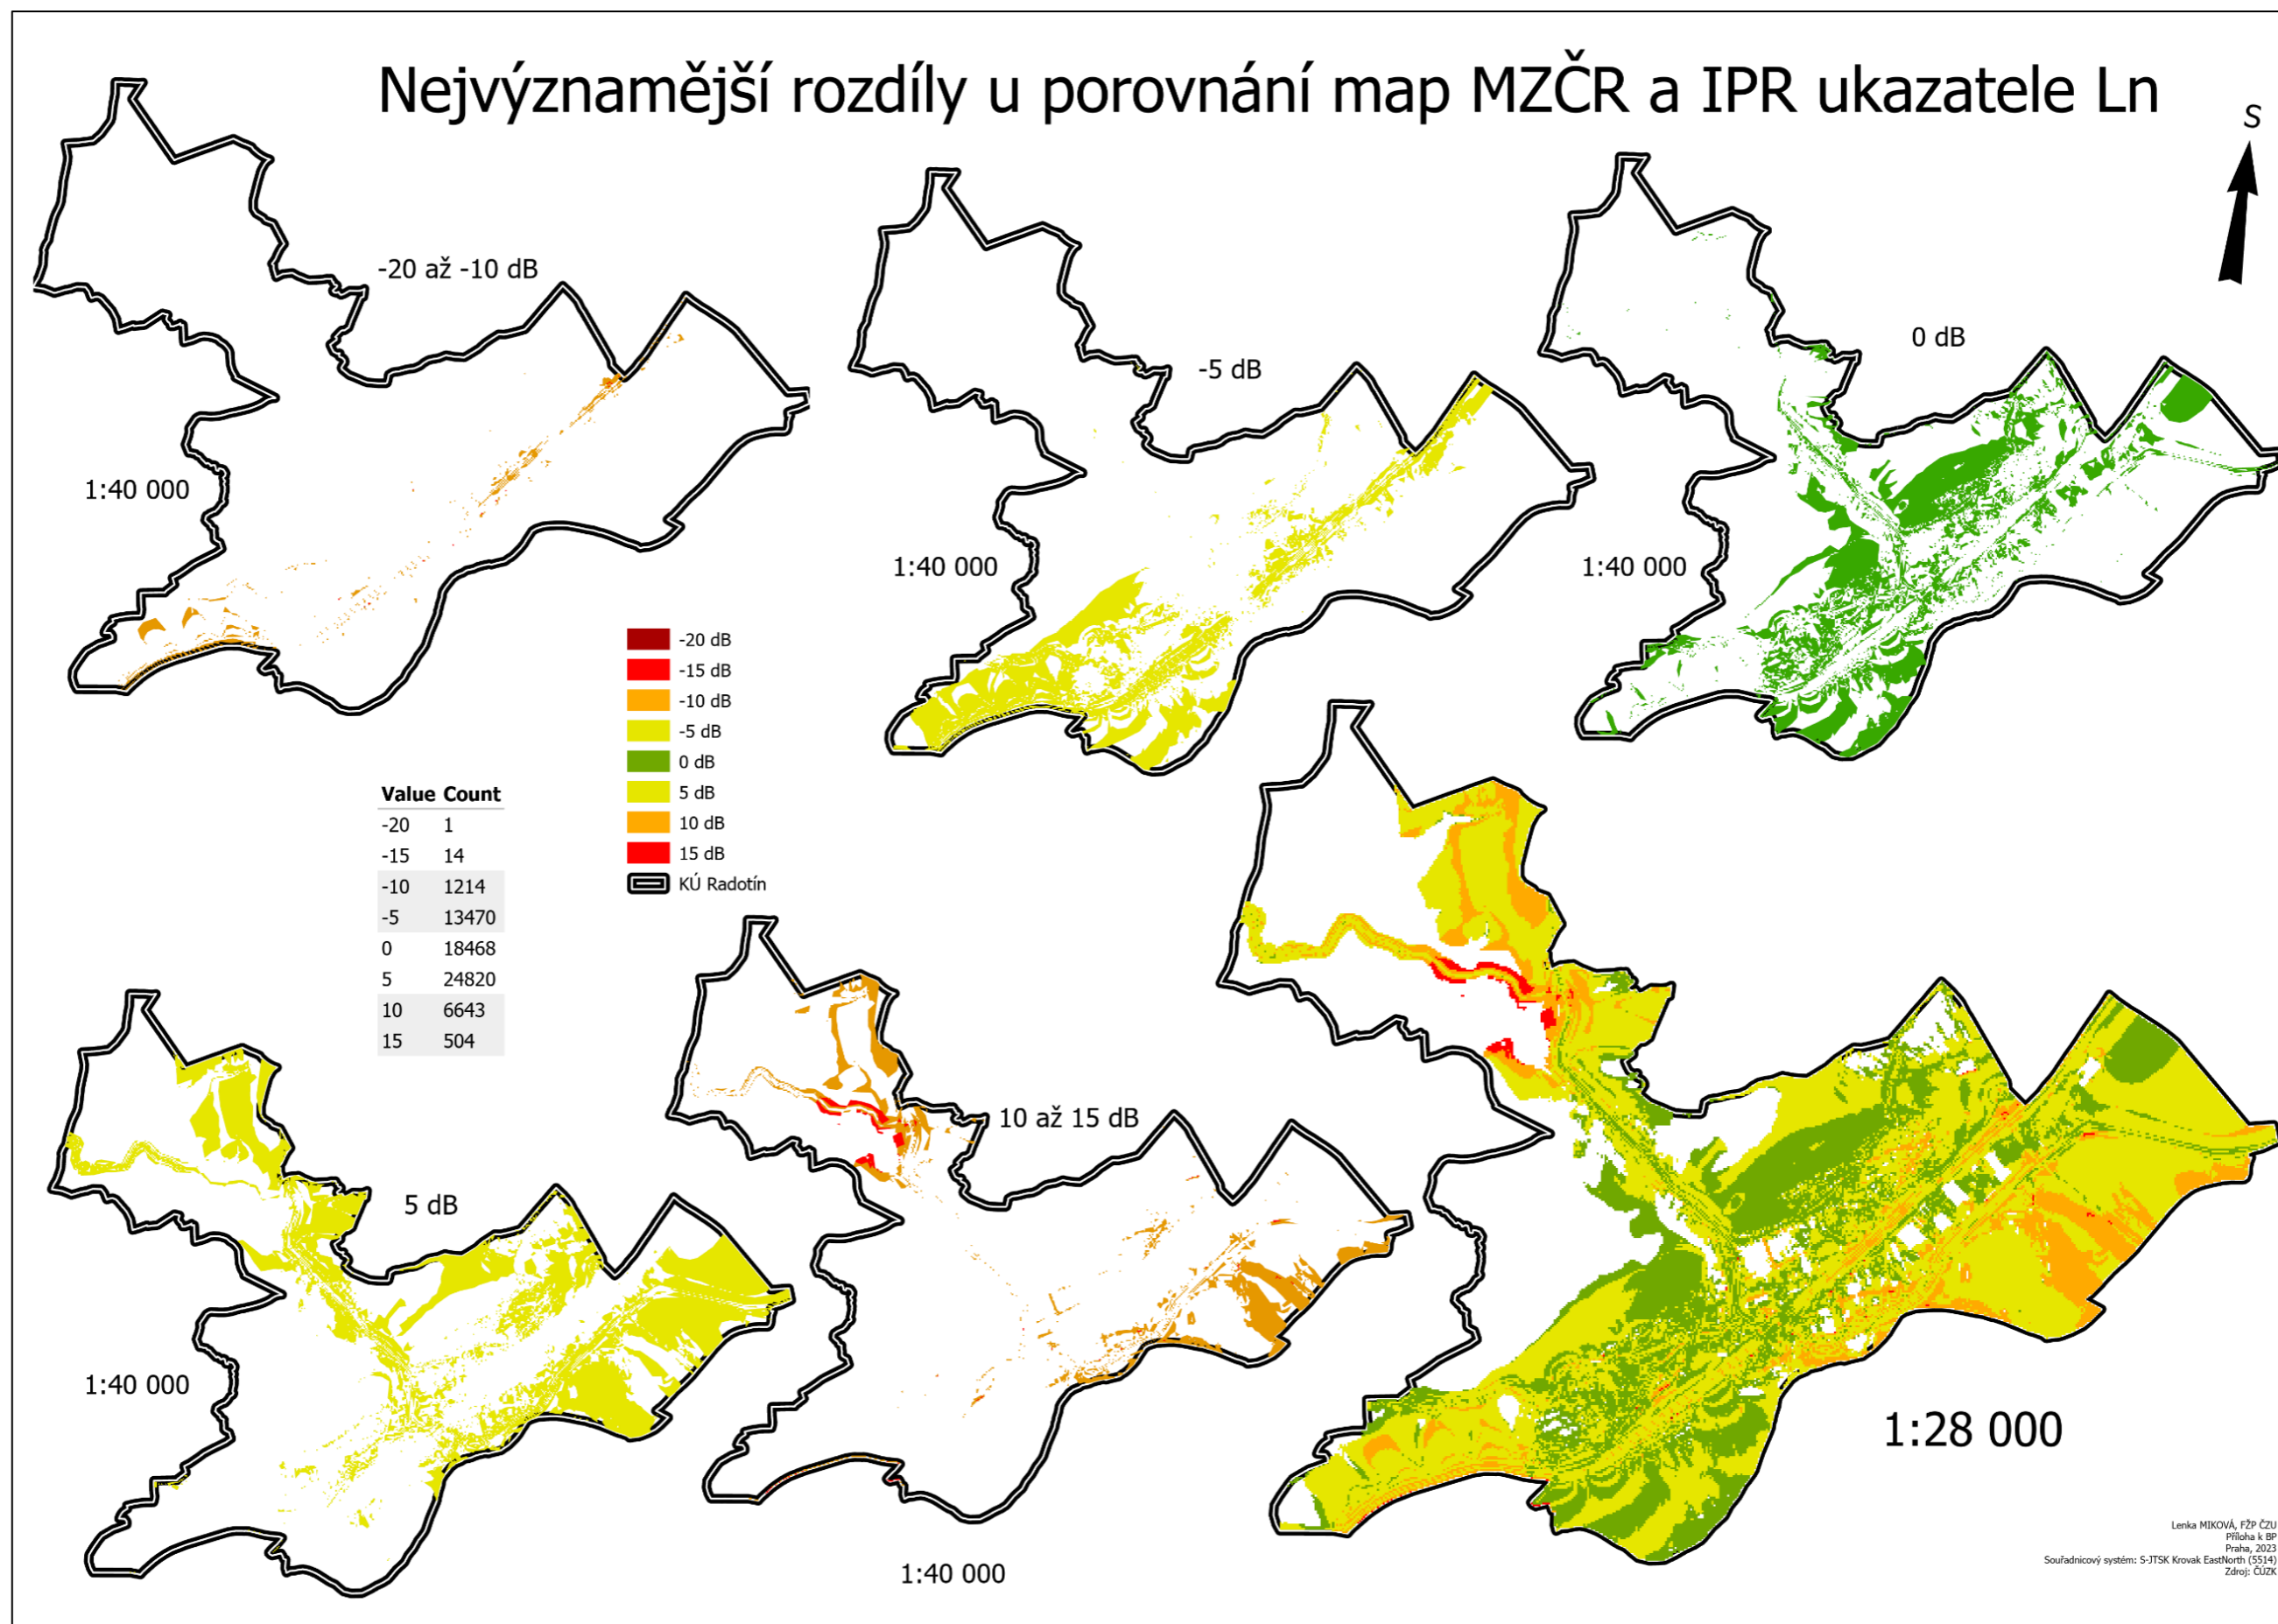 Nejvýznamější rozdíly u porovnání map MZČR a IPR ukazatele Ln
S
-20 až -10 dB
1:40 000
-5 dB
1:40 000
0 dB
1:40 000
-20 dB
-15 dB
-10 dB
-5 dB
0 dB
5 dB
10 dB
15 dB
KÚ Radotín
Value Count
-20 1
-15 14
-10 1214
-5 13470
0 18468
5 24820
10 6643
15 504
5 dB
1:40 000
10 až 15 dB
1:40 000
1:28 000
Lenka MIKOVÁ, FŽP ČZU
Příloha k BP
Praha, 2023
Souřadnicový systém: S-JTSK Krovak EastNorth (5514)
Zdroj: ČÚZK